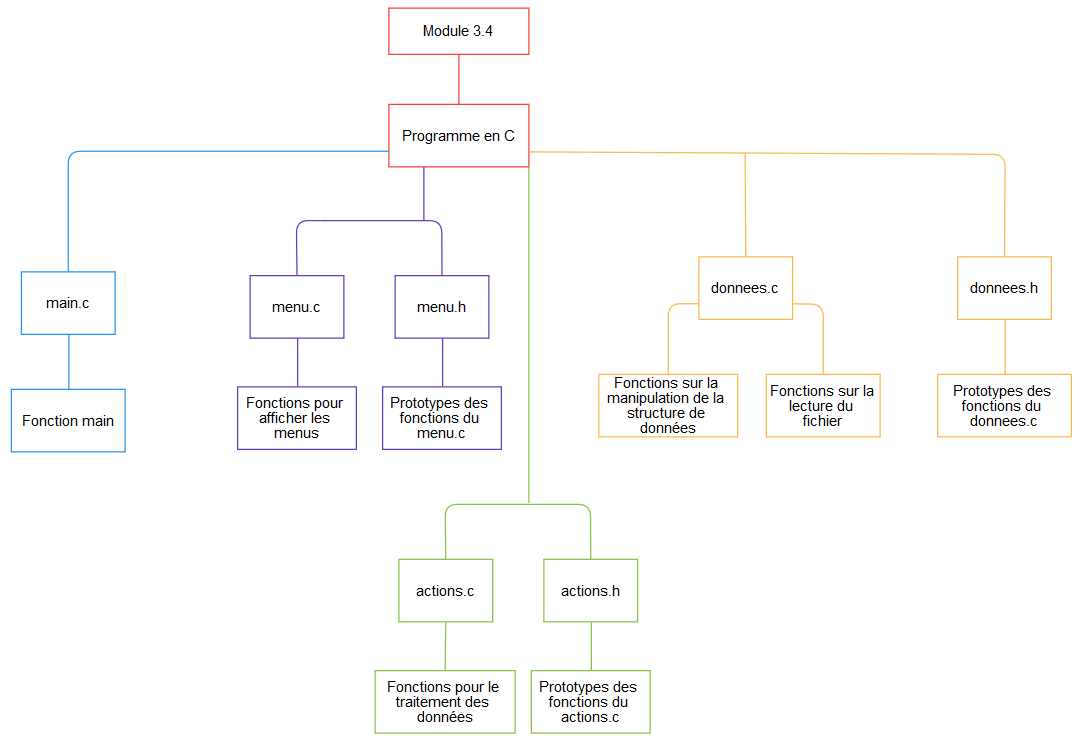 Module 3.4
Programme en C
main.c
menu.c
menu.h
donnees.c
donnees.h
Fonction main
Fonctions pour
afficher les
menus
Prototypes des
fonctions du
menu.c
Fonctions sur la
manipulation de la
structure de
données
Fonctions sur la
lecture du
fichier
Prototypes des
fonctions du
donnees.c
actions.c
actions.h
Fonctions pour le
traitement des
données
Prototypes des
fonctions du
actions.c